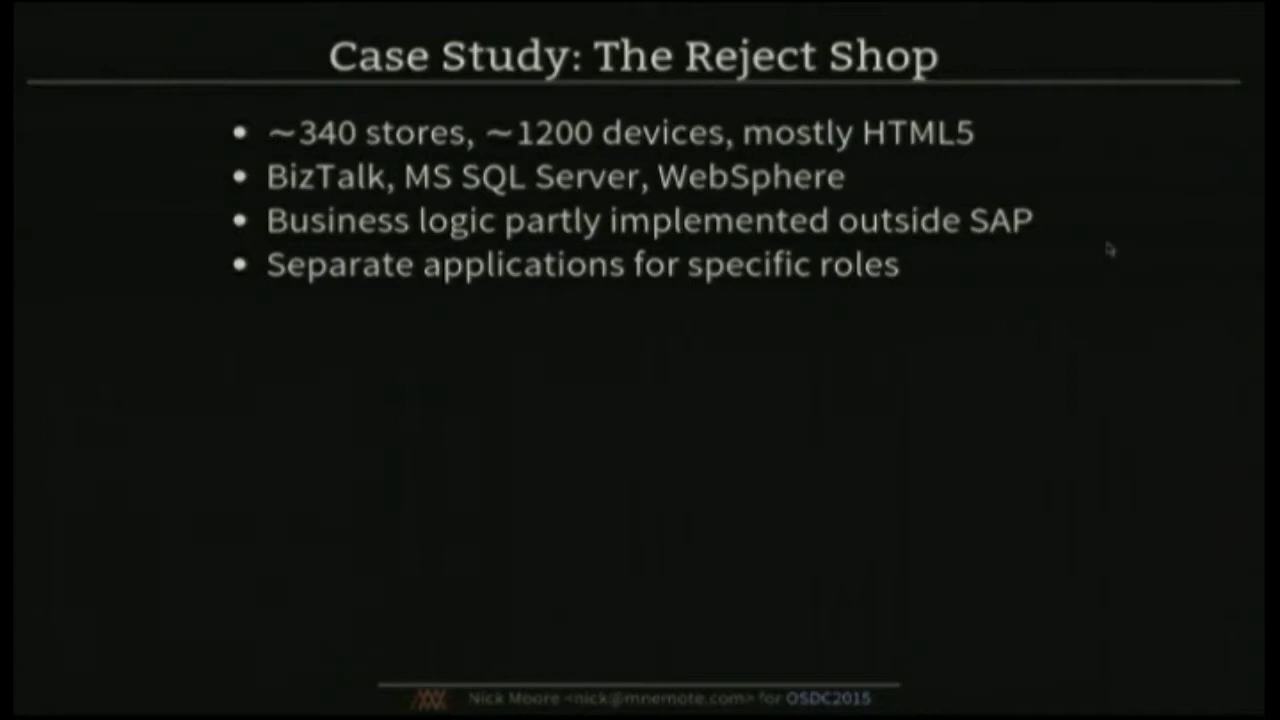 Case Study: The Reject Shop
• ~340 stores, ~1200 devices, mostly HTML5
• BizTalk, MS SQL Server, WebSphere
• Business logic partly implemented outside SAP
• Separate applications for specific roles
Nick Moore <nick@mnemote.com> for OSDC2015